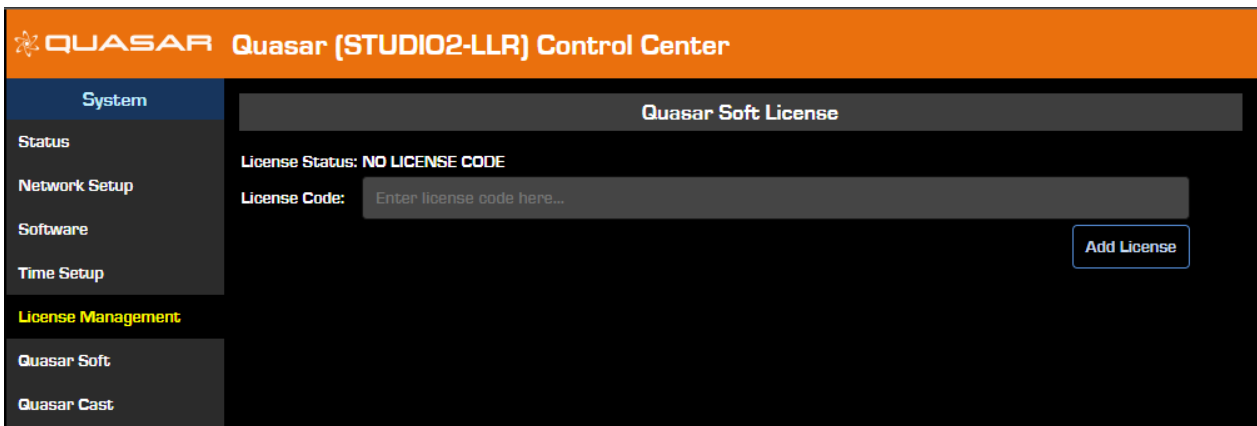 QUASAR Quasar (STUDIO2-LLR) Control Center
System
Status
Network Setup
Software
Time Setup
License Management
Quasar Soft
Quasar Cast
Quasar Soft License
License Status: NO LICENSE CODE
License Code: Enter license code here...
Add License